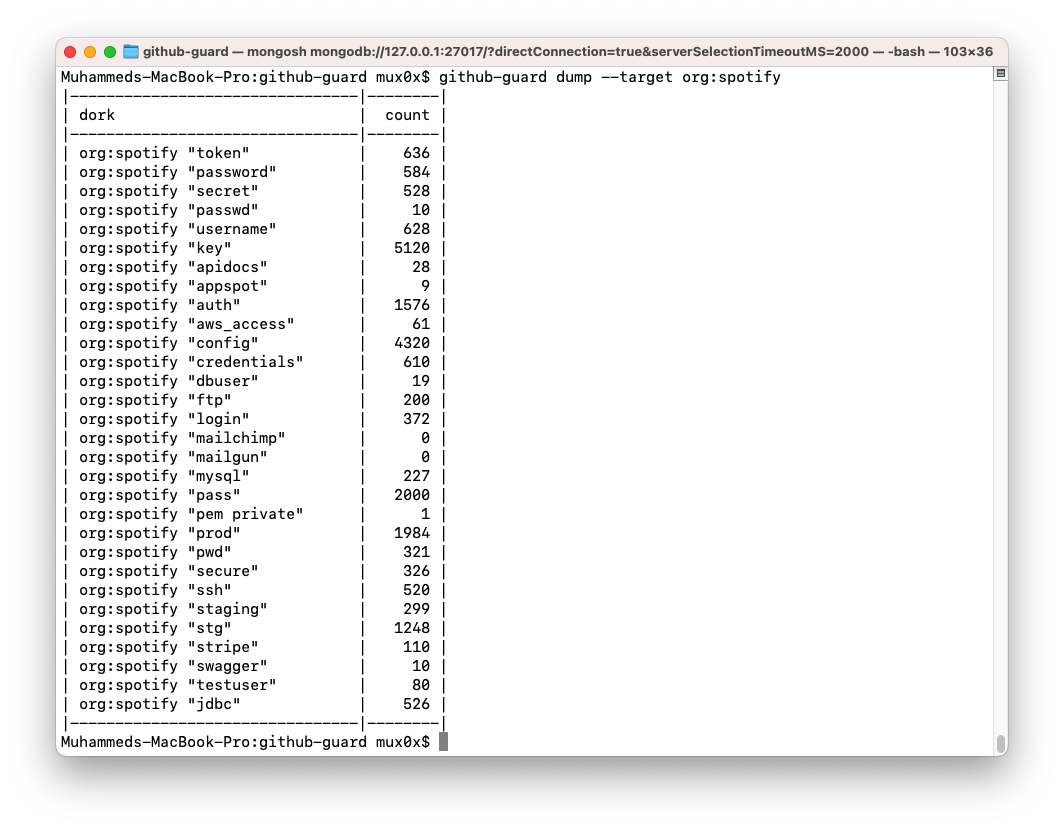 github-guard — mongosh mongodb://127.0.0.1:27017/?directConnection=true&serverSelectionTimeoutMS=2000 — -bash — 103×36
Muhammeds-MacBook-Pro:github-guard mux0x$ github-guard dump --target org:spotify
|--------------------------------|--------|
| dork                           |  count |
|--------------------------------|--------|
| org:spotify "token"            |    636 |
| org:spotify "password"         |    584 |
| org:spotify "secret"           |    528 |
| org:spotify "passwd"           |     10 |
| org:spotify "username"         |    628 |
| org:spotify "key"              |   5120 |
| org:spotify "apidocs"          |     28 |
| org:spotify "appspot"          |      9 |
| org:spotify "auth"             |   1576 |
| org:spotify "aws_access"       |     61 |
| org:spotify "config"           |   4320 |
| org:spotify "credentials"      |    610 |
| org:spotify "dbuser"           |     19 |
| org:spotify "ftp"              |    200 |
| org:spotify "login"            |    372 |
| org:spotify "mailchimp"        |      0 |
| org:spotify "mailgun"          |      0 |
| org:spotify "mysql"            |    227 |
| org:spotify "pass"             |   2000 |
| org:spotify "pem private"      |      1 |
| org:spotify "prod"             |   1984 |
| org:spotify "pwd"              |    321 |
| org:spotify "secure"           |    326 |
| org:spotify "ssh"              |    520 |
| org:spotify "staging"          |    299 |
| org:spotify "stg"              |   1248 |
| org:spotify "stripe"           |    110 |
| org:spotify "swagger"          |     10 |
| org:spotify "testuser"         |     80 |
| org:spotify "jdbc"             |    526 |
|--------------------------------|--------|
Muhammeds-MacBook-Pro:github-guard mux0x$